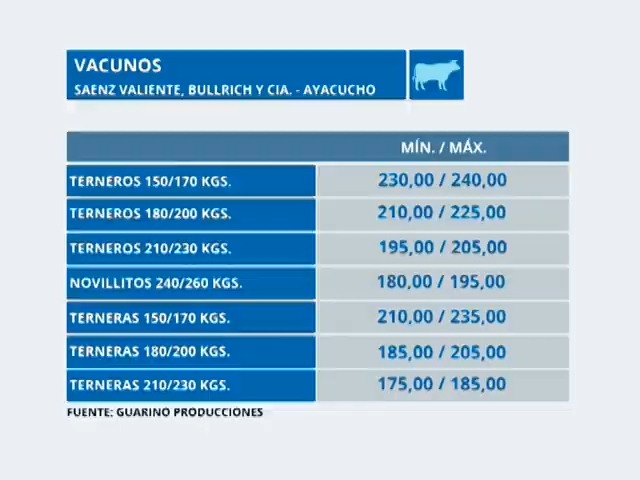 VACUNOS
SAENZ VALIENTE, BULLRICH Y CIA. - AYACUCHO
MÍN. / MÁX.
TERNEROS 150/170 KGS. 230,00 / 240,00
TERNEROS 180/200 KGS. 210,00 / 225,00
TERNEROS 210/230 KGS. 195,00 / 205,00
NOVILLITOS 240/260 KGS. 180,00 / 195,00
TERNERAS 150/170 KGS. 210,00 / 235,00
TERNERAS 180/200 KGS. 185,00 / 205,00
TERNERAS 210/230 KGS. 175,00 / 185,00
FUENTE: GUARINO PRODUCCIONES